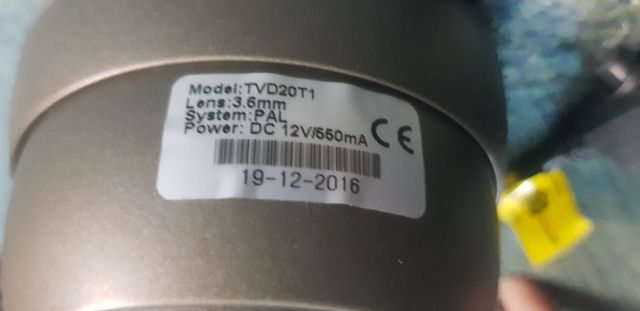 Model:TVD20T1
Lens:3.6mm
System:PAL
Power: DC 12V/550mA CE
19-12-2016